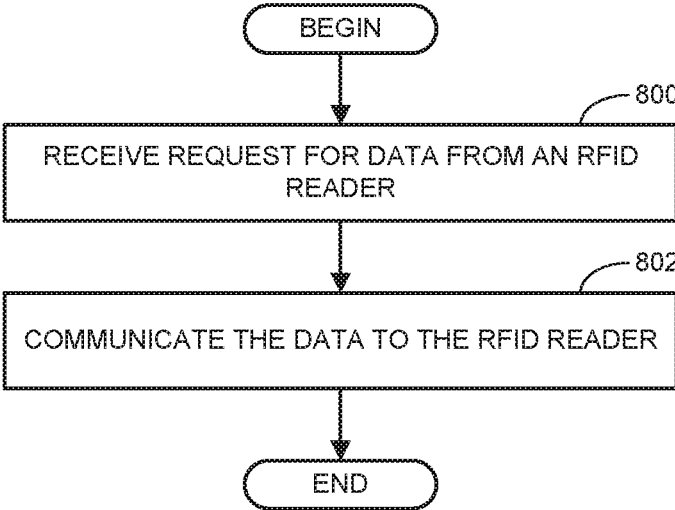 BEGIN
800
RECEIVE REQUEST FOR DATA FROM AN RFID
READER
802
COMMUNICATE THE DATA TO THE RFID READER
END